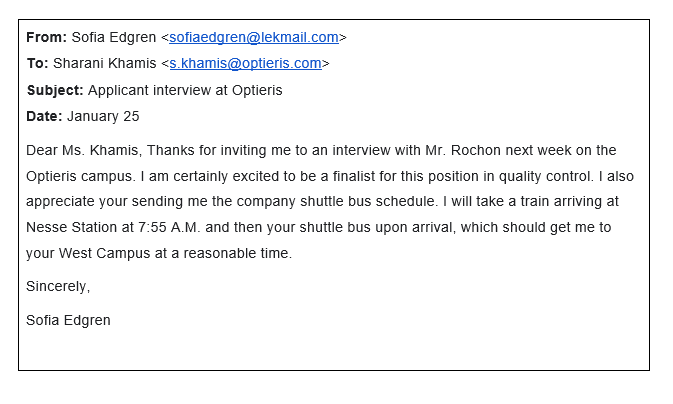 From: Sofia Edgren <sofiaedgren@lekmail.com>
To: Sharani Khamis <s.khamis@optieris.com>
Subject: Applicant interview at Optieris
Date: January 25
Dear Ms. Khamis, Thanks for inviting me to an interview with Mr. Rochon next week on the
Optieris campus. I am certainly excited to be a finalist for this position in quality control. I also
appreciate your sending me the company shuttle bus schedule. I will take a train arriving at
Nesse Station at 7:55 A.M. and then your shuttle bus upon arrival, which should get me to
your West Campus at a reasonable time.
Sincerely,
Sofia Edgren